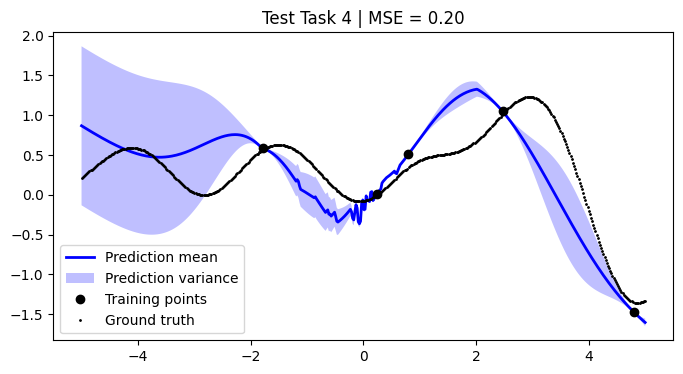 Test Task 4 | MSE = 0.20
2.0
1.5
1.0
0.5
0.0
−0.5
−1.0
−1.5
Prediction mean
Prediction variance
Training points
Ground truth
−4 −2 0 2 4